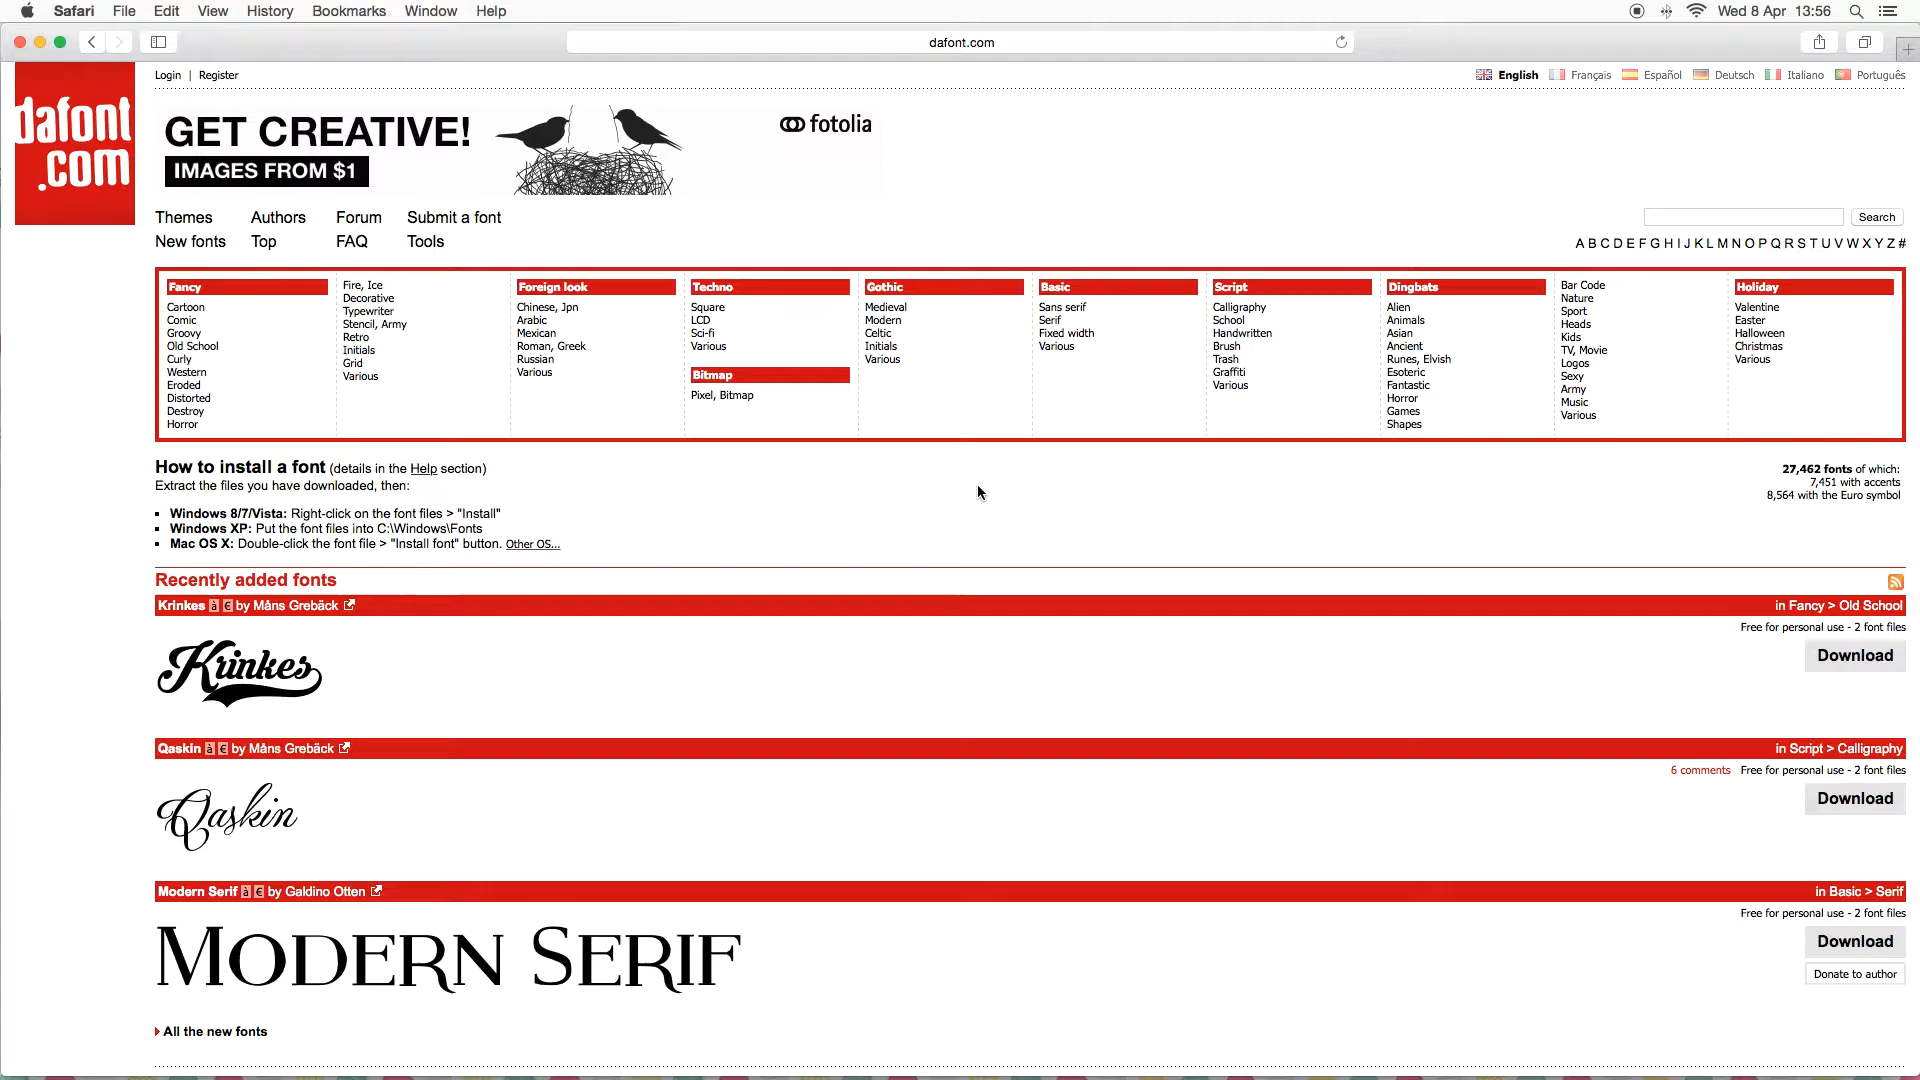 Safari File Edit View History Bookmarks Window Help Wed 8 Apr 13:56
dafont.com
dafont
.com
Login | Register
English Français Español Deutsch Italiano Português
GET CREATIVE!
IMAGES FROM $1
fotolia
Themes Authors Forum Submit a font
New fonts Top FAQ Tools
Search
A B C D E F G H I J K L M N O P Q R S T U V W X Y Z #
Fancy
Cartoon
Comic
Groovy
Old School
Curly
Western
Eroded
Distorted
Destroy
Horror
Fire, Ice
Decorative
Typewriter
Stencil, Army
Retro
Initials
Grid
Various
Foreign look
Chinese, Jpn
Arabic
Mexican
Roman, Greek
Russian
Various
Techno
Square
LCD
Sci-fi
Various
Bitmap
Pixel, Bitmap
Gothic
Medieval
Modern
Celtic
Initials
Various
Basic
Sans serif
Serif
Fixed width
Various
Script
Calligraphy
School
Handwritten
Brush
Trash
Graffiti
Various
Dingbats
Alien
Animals
Asian
Ancient
Runes, Elvish
Esoteric
Fantastic
Horror
Games
Shapes
Bar Code
Nature
Sport
Heads
Kids
TV, Movie
Logos
Sexy
Army
Music
Various
Holiday
Valentine
Easter
Halloween
Christmas
Various
How to install a font (details in the Help section)
Extract the files you have downloaded, then:
Windows 8/7/Vista: Right-click on the font files > "Install"
Windows XP: Put the font files into C:\Windows\Fonts
Mac OS X: Double-click the font file > "Install font" button. Other OS...
27,462 fonts of which:
7,451 with accents
8,564 with the Euro symbol
Recently added fonts
Krinkes à € by Måns Grebäck in Fancy > Old School
Free for personal use - 2 font files
Krinkes
Download
Qaskin à € by Måns Grebäck in Script > Calligraphy
6 comments Free for personal use - 2 font files
Qaskin
Download
Modern Serif à € by Galdino Otten in Basic > Serif
Free for personal use - 2 font files
Modern Serif
Download
Donate to author
All the new fonts